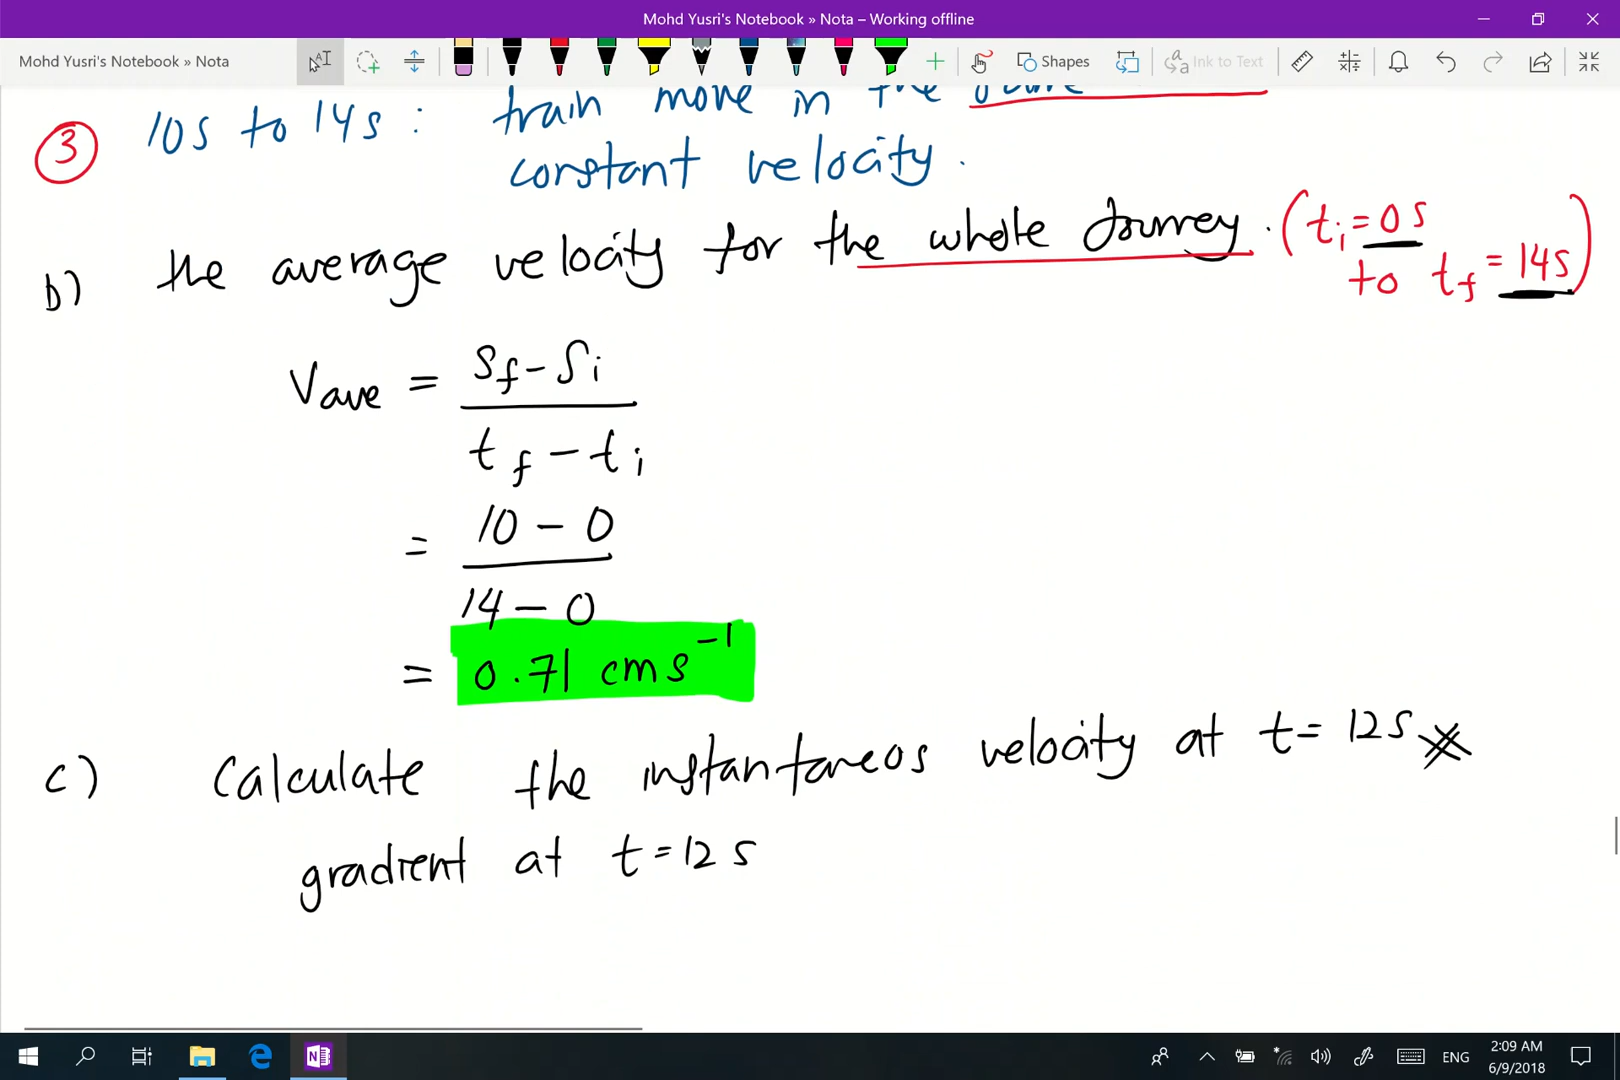 Mohd Yusri's Notebook » Nota – Working offline
Mohd Yusri's Notebook » Nota
Shapes
Ink to Text
③ 10s to 14s : train move in the
constant velocity.
b) the average velocity for the whole Journey. (ti = 0s
to tf = 14s)
Vave = sf - si
tf - ti
= 10 - 0
14 - 0
= 0.71 cms⁻¹
c) Calculate the instantaneos velocity at t = 12s
gradient at t = 12 s
ENG
2:09 AM
6/9/2018